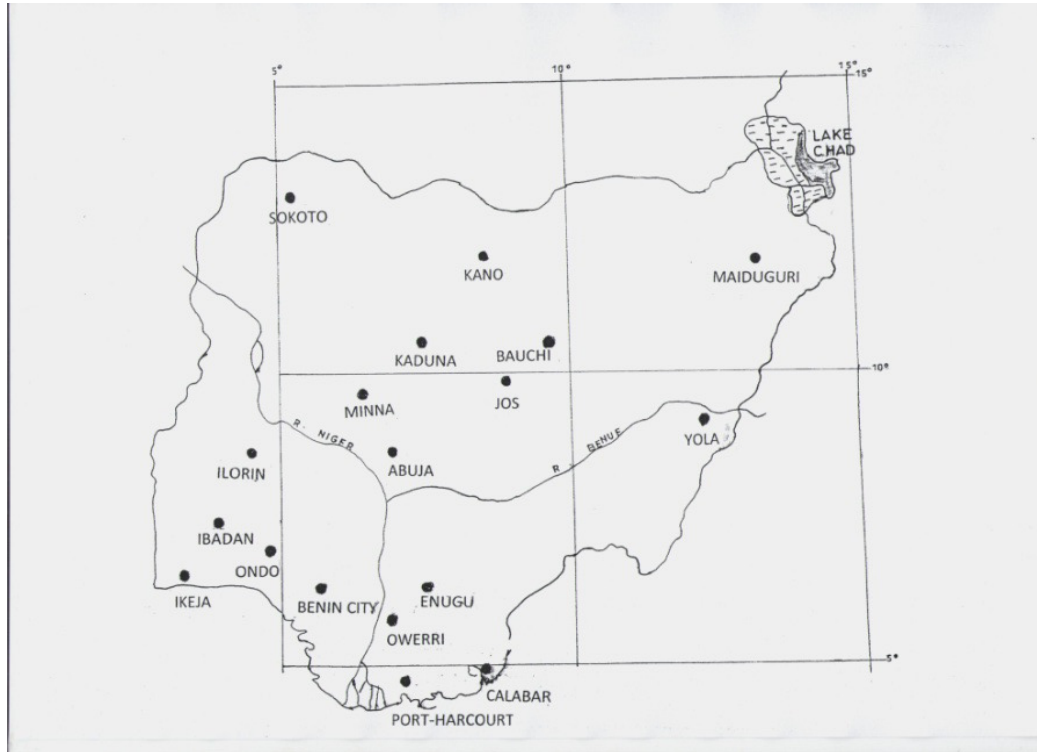 5°
10°
15°
15°
LAKE
CHAD
SOKOTO
KANO
MAIDUGURI
KADUNA
BAUCHI
10°
MINNA
JOS
R. NIGER
R. BENUE
YOLA
ILORIN
ABUJA
IBADAN
ONDO
IKEJA
BENIN CITY
ENUGU
OWERRI
5°
CALABAR
PORT-HARCOURT